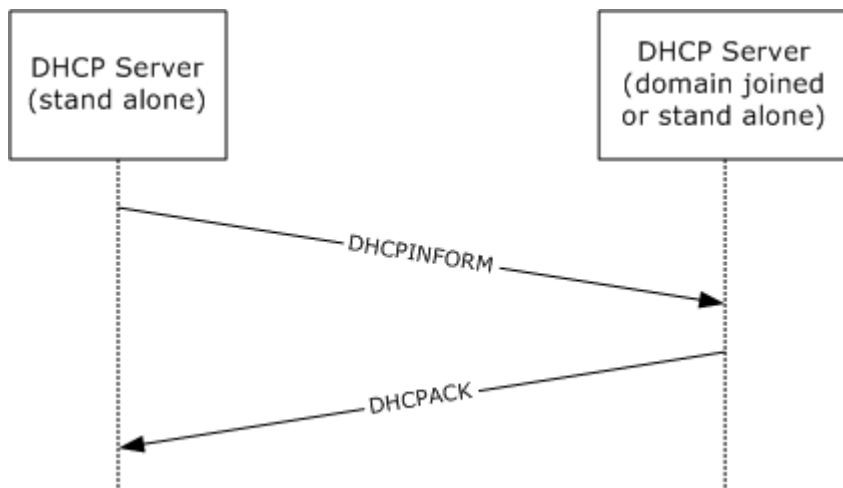 DHCP Server
(stand alone)
DHCP Server
(domain joined
or stand alone)
DHCPINFORM
DHCPACK